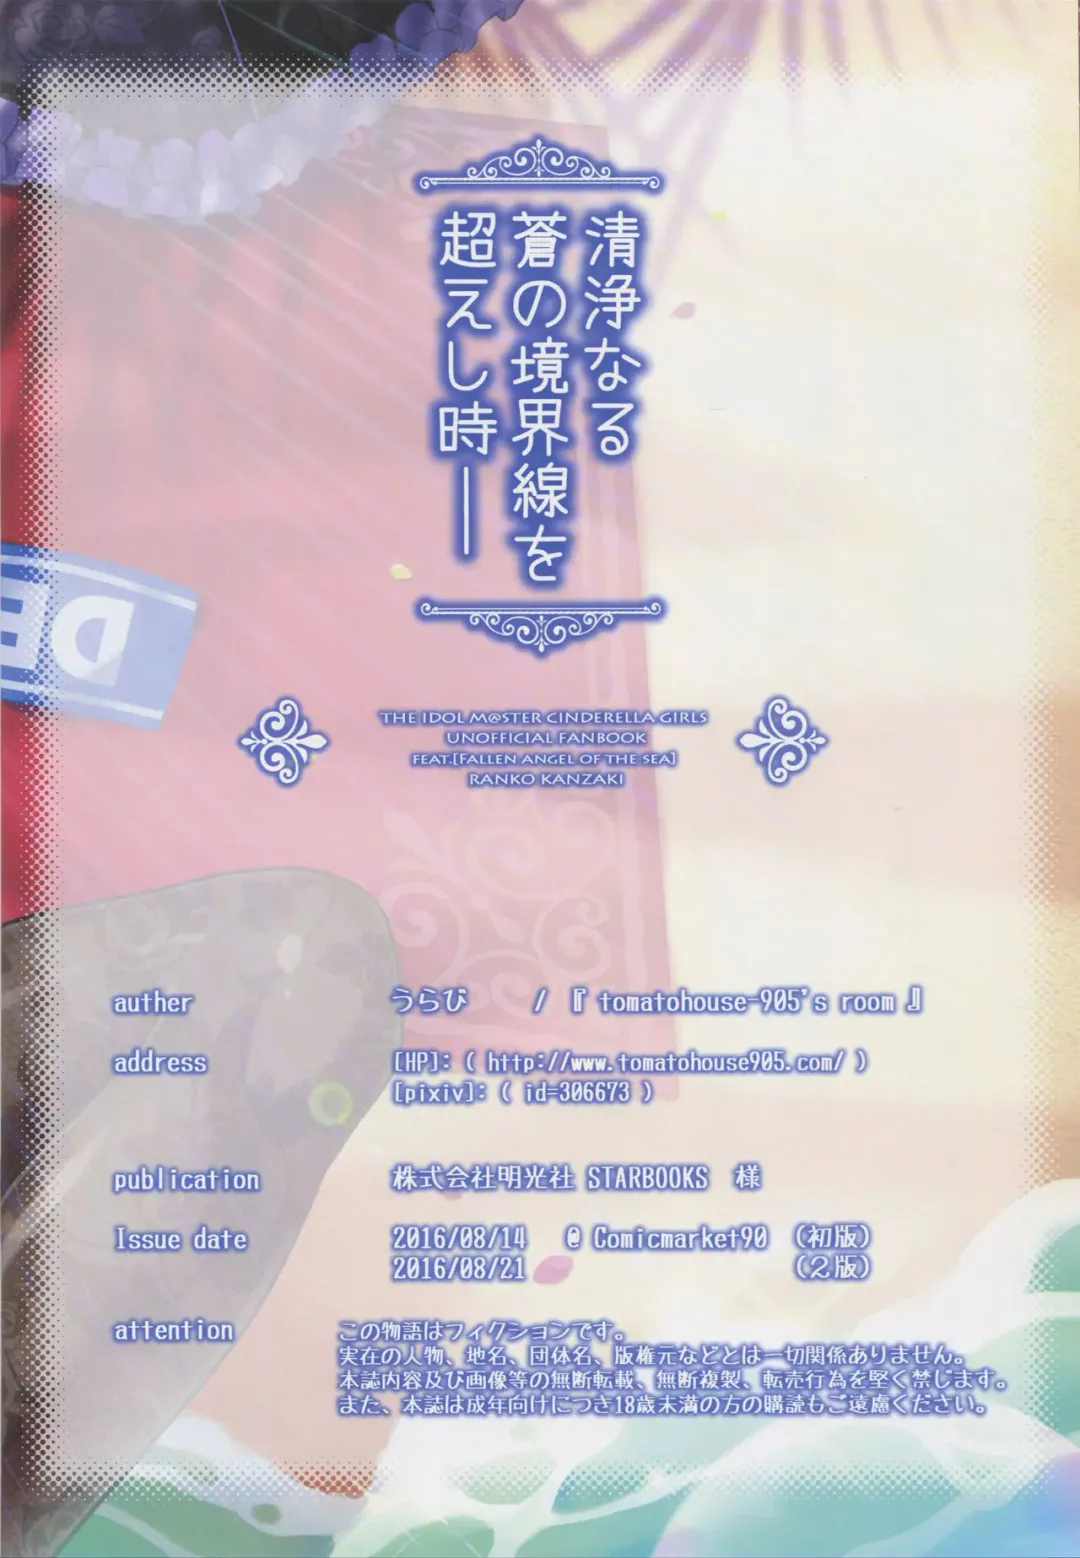 清浄なる
蒼の境界線を
超えし時――
THE IDOL M@STER CINDERELLA GIRLS
UNOFFICIAL FANBOOK
FEAT.[FALLEN ANGEL OF THE SEA]
RANKO KANZAKI
DE
auther うらび / 『 tomatohouse-905's room 』
address [HP]: ( http://www.tomatohouse905.com/ )
[pixiv]: ( id=306673 )
publication 株式会社明光社 STARBOOKS 様
Issue date 2016/08/14 @ Comicmarket90 (初版)
2016/08/21 (2版)
attention この物語はフィクションです。
実在の人物、地名、団体名、版権元などとは一切関係ありません。
本誌内容及び画像等の無断転載、無断複製、転売行為を堅く禁じます。
また、本誌は成年向けにつき18歳未満の方の購読もご遠慮ください。